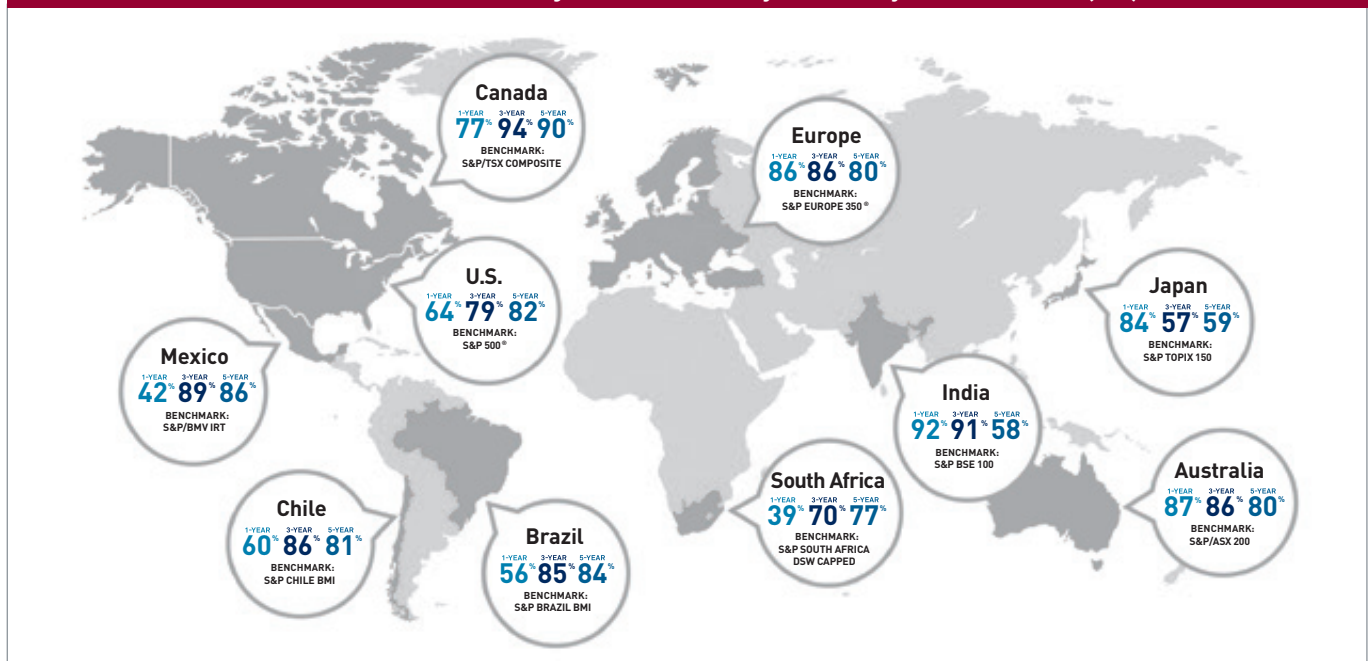 Canada
1-YEAR 3-YEAR 5-YEAR
77% 94% 90%
BENCHMARK:
S&P/TSX COMPOSITE
Europe
1-YEAR 3-YEAR 5-YEAR
86% 86% 80%
BENCHMARK:
S&P EUROPE 350®
U.S.
1-YEAR 3-YEAR 5-YEAR
64% 79% 82%
BENCHMARK:
S&P 500®
Japan
1-YEAR 3-YEAR 5-YEAR
84% 57% 59%
BENCHMARK:
S&P TOPIX 150
Mexico
1-YEAR 3-YEAR 5-YEAR
42% 89% 86%
BENCHMARK:
S&P/BMV IRT
India
1-YEAR 3-YEAR 5-YEAR
92% 91% 58%
BENCHMARK:
S&P BSE 100
Australia
1-YEAR 3-YEAR 5-YEAR
87% 86% 80%
BENCHMARK:
S&P/ASX 200
South Africa
1-YEAR 3-YEAR 5-YEAR
39% 70% 77%
BENCHMARK:
S&P SOUTH AFRICA
DSW CAPPED
Chile
1-YEAR 3-YEAR 5-YEAR
60% 86% 81%
BENCHMARK:
S&P CHILE BMI
Brazil
1-YEAR 3-YEAR 5-YEAR
56% 85% 84%
BENCHMARK:
S&P BRAZIL BMI